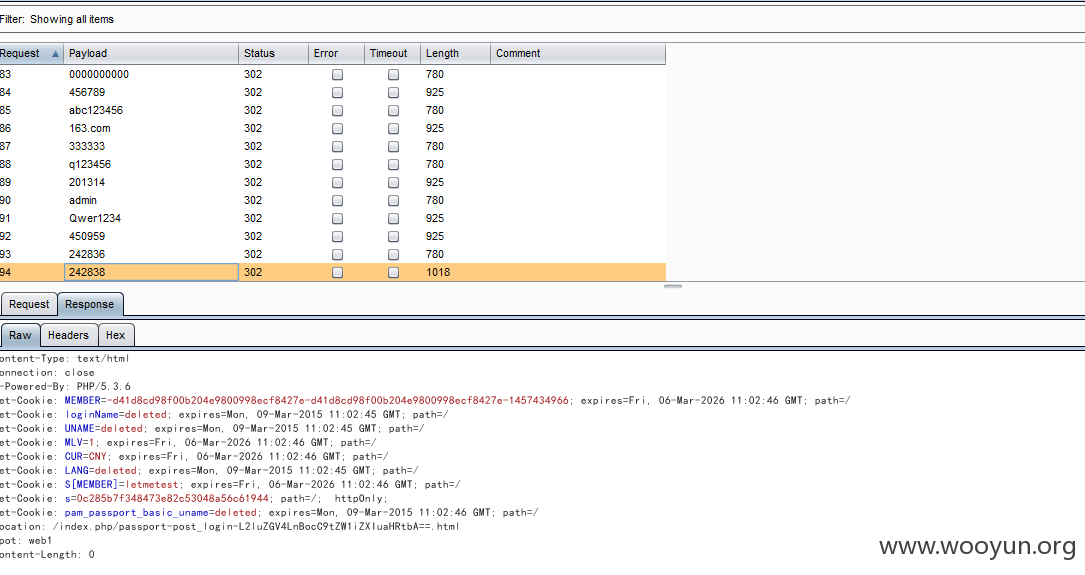 Filter: Showing all items
Request Payload Status Error Timeout Length Comment
83 0000000000 302 780
84 456789 302 925
85 abc123456 302 780
86 163.com 302 925
87 333333 302 780
88 q123456 302 780
89 201314 302 925
90 admin 302 780
91 Qwer1234 302 925
92 450959 302 925
93 242836 302 780
94 242838 302 1018
Request Response
Raw Headers Hex
ontent-Type: text/html
onnection: close
-Powered-By: PHP/5.3.6
et-Cookie: MEMBER=-d41d8cd98f00b204e9800998ecf8427e-d41d8cd98f00b204e9800998ecf8427e-1457434966; expires=Fri, 06-Mar-2026 11:02:46 GMT; path=/
et-Cookie: loginName=deleted; expires=Mon, 09-Mar-2015 11:02:45 GMT; path=/
et-Cookie: UNAME=deleted; expires=Mon, 09-Mar-2015 11:02:45 GMT; path=/
et-Cookie: MLV=1; expires=Fri, 06-Mar-2026 11:02:46 GMT; path=/
et-Cookie: CUR=CNY; expires=Fri, 06-Mar-2026 11:02:46 GMT; path=/
et-Cookie: LANG=deleted; expires=Mon, 09-Mar-2015 11:02:45 GMT; path=/
et-Cookie: S[MEMBER]=letmetest; expires=Fri, 06-Mar-2026 11:02:46 GMT; path=/
et-Cookie: s=0c285b7f348473e82c53048a56c61944; path=/; httpOnly;
et-Cookie: pam_passport_basic_uname=deleted; expires=Mon, 09-Mar-2015 11:02:45 GMT; path=/
ocation: /index.php/passport-post_login-L2luZGV4LnBocC9tZW1iZXIuaHRtbA==.html
pot: web1
ontent-Length: 0
www.wooyun.org